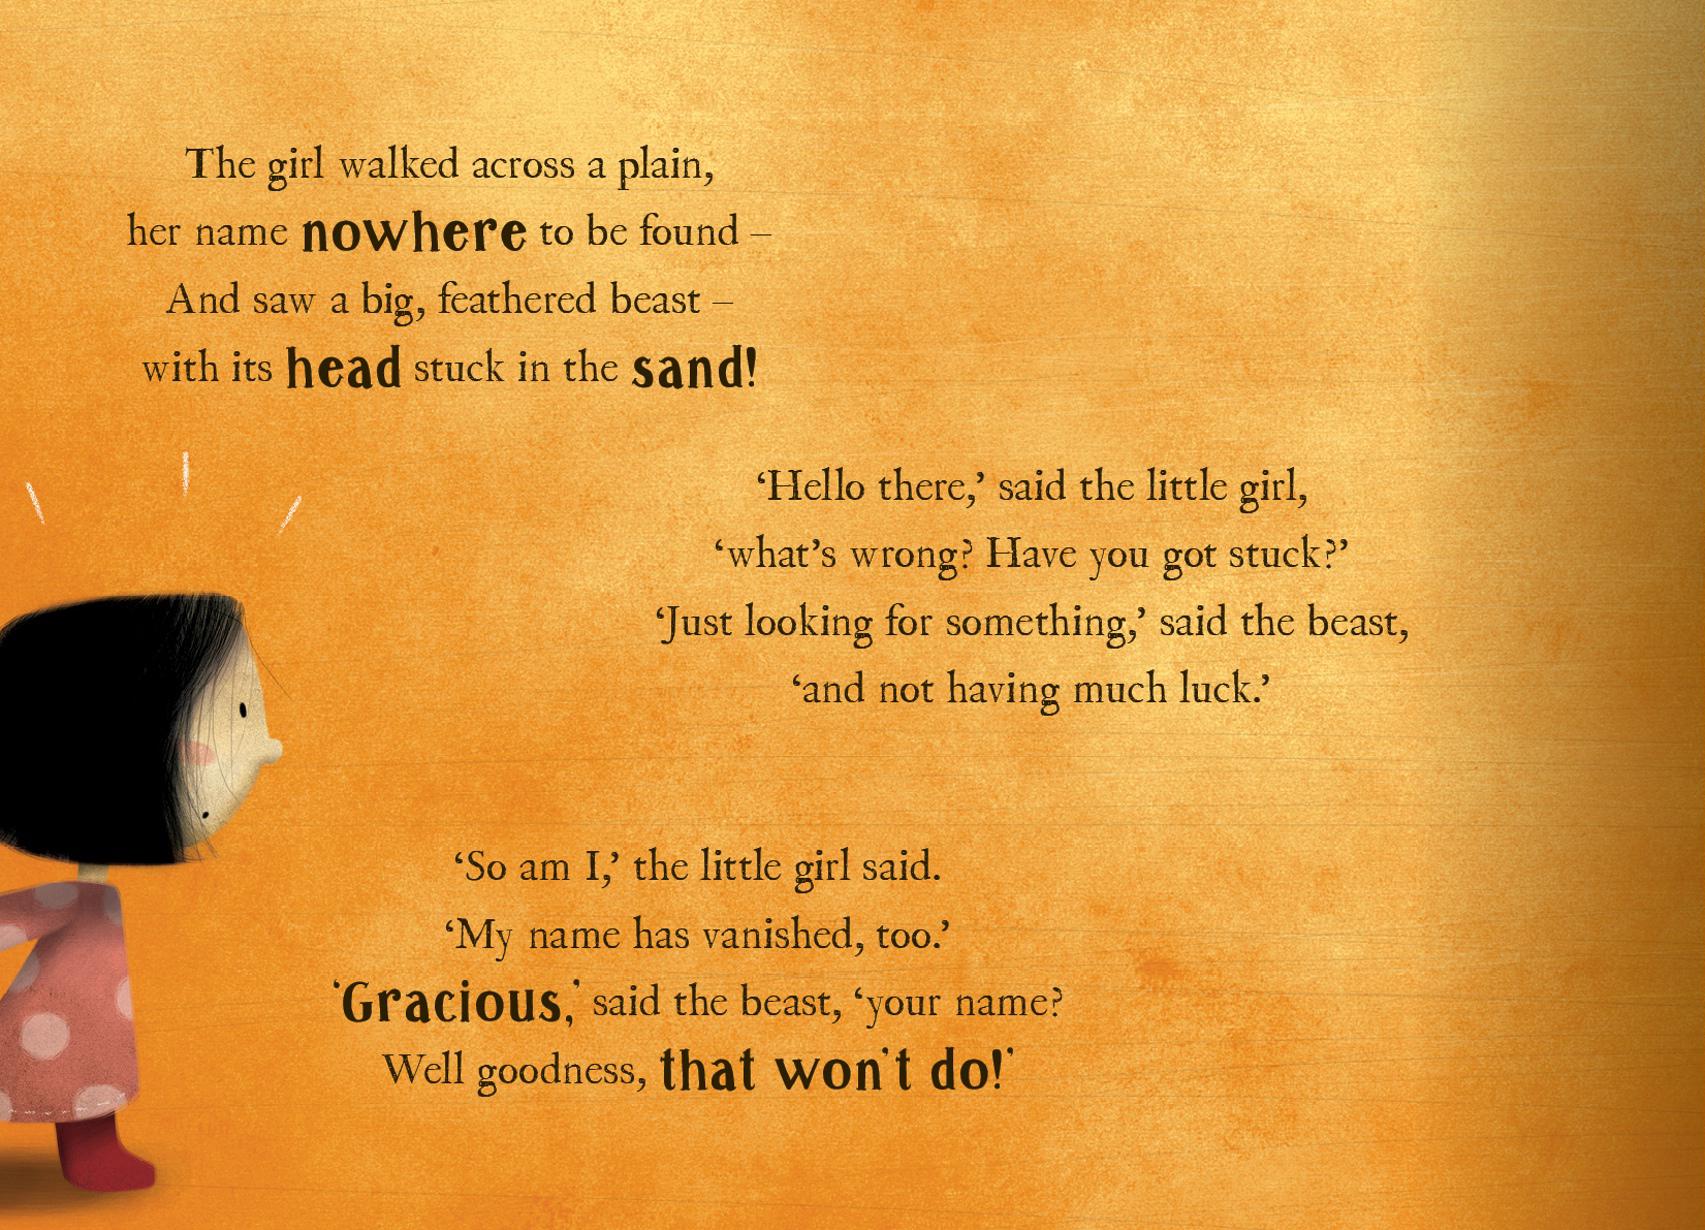 The girl walked across a plain,
her name nowhere to be found –
And saw a big, feathered beast –
with its head stuck in the sand!
‘Hello there,’ said the little girl,
‘what’s wrong? Have you got stuck?’
‘Just looking for something,’ said the beast,
‘and not having much luck.’
‘So am I,’ the little girl said.
‘My name has vanished, too.’
‘Gracious,’ said the beast, ‘your name?
Well goodness, that won’t do!’